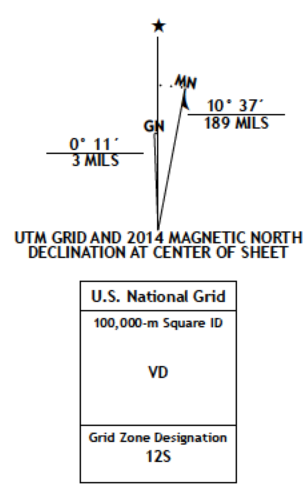 ★
MN
10° 37´
189 MILS
GN
0° 11´
3 MILS
UTM GRID AND 2014 MAGNETIC NORTH
DECLINATION AT CENTER OF SHEET
U.S. National Grid
100,000-m Square ID
VD
Grid Zone Designation
12S